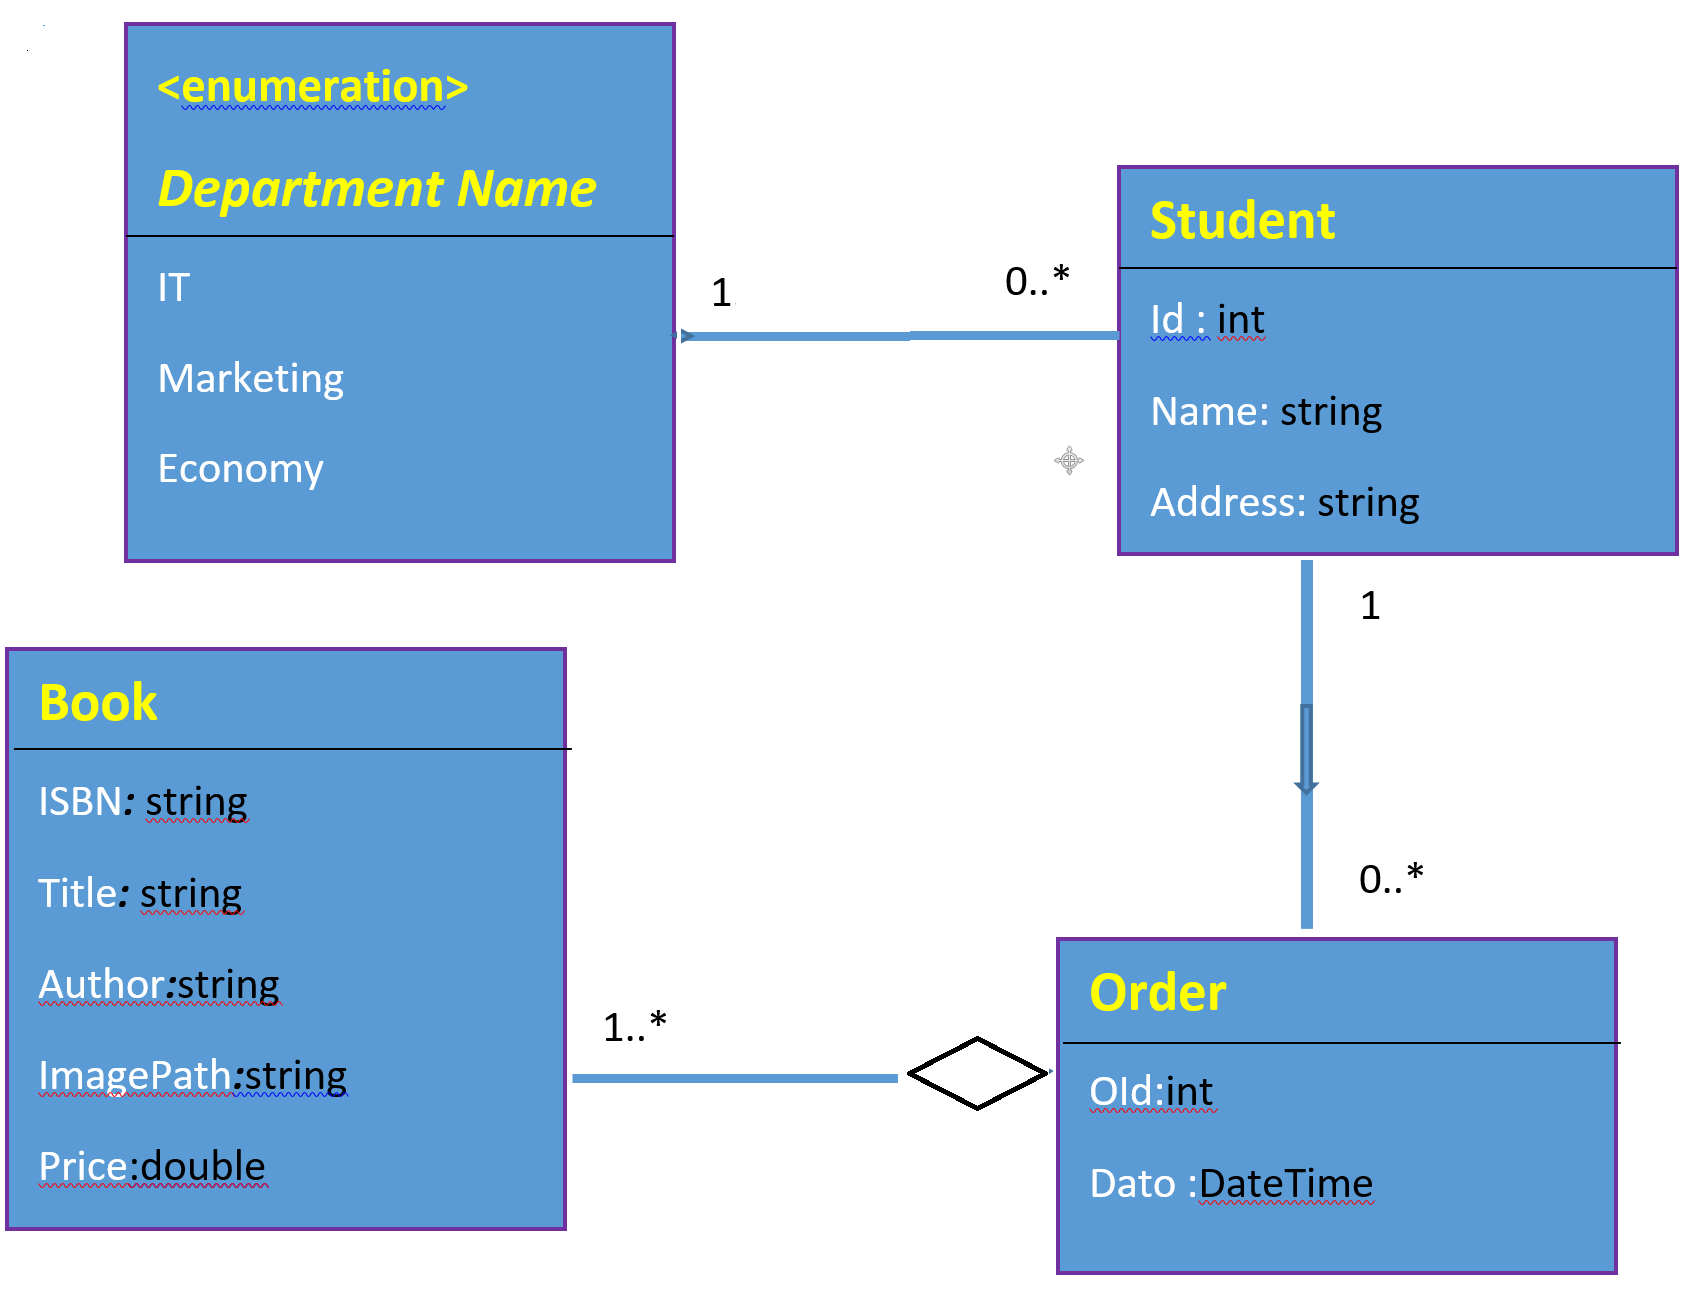 <enumeration>
Department Name
IT
Marketing
Economy
1
0..*
Student
Id : int
Name: string
Address: string
1
0..*
Book
ISBN: string
Title: string
Author:string
ImagePath:string
Price:double
1..*
Order
OId:int
Dato :DateTime